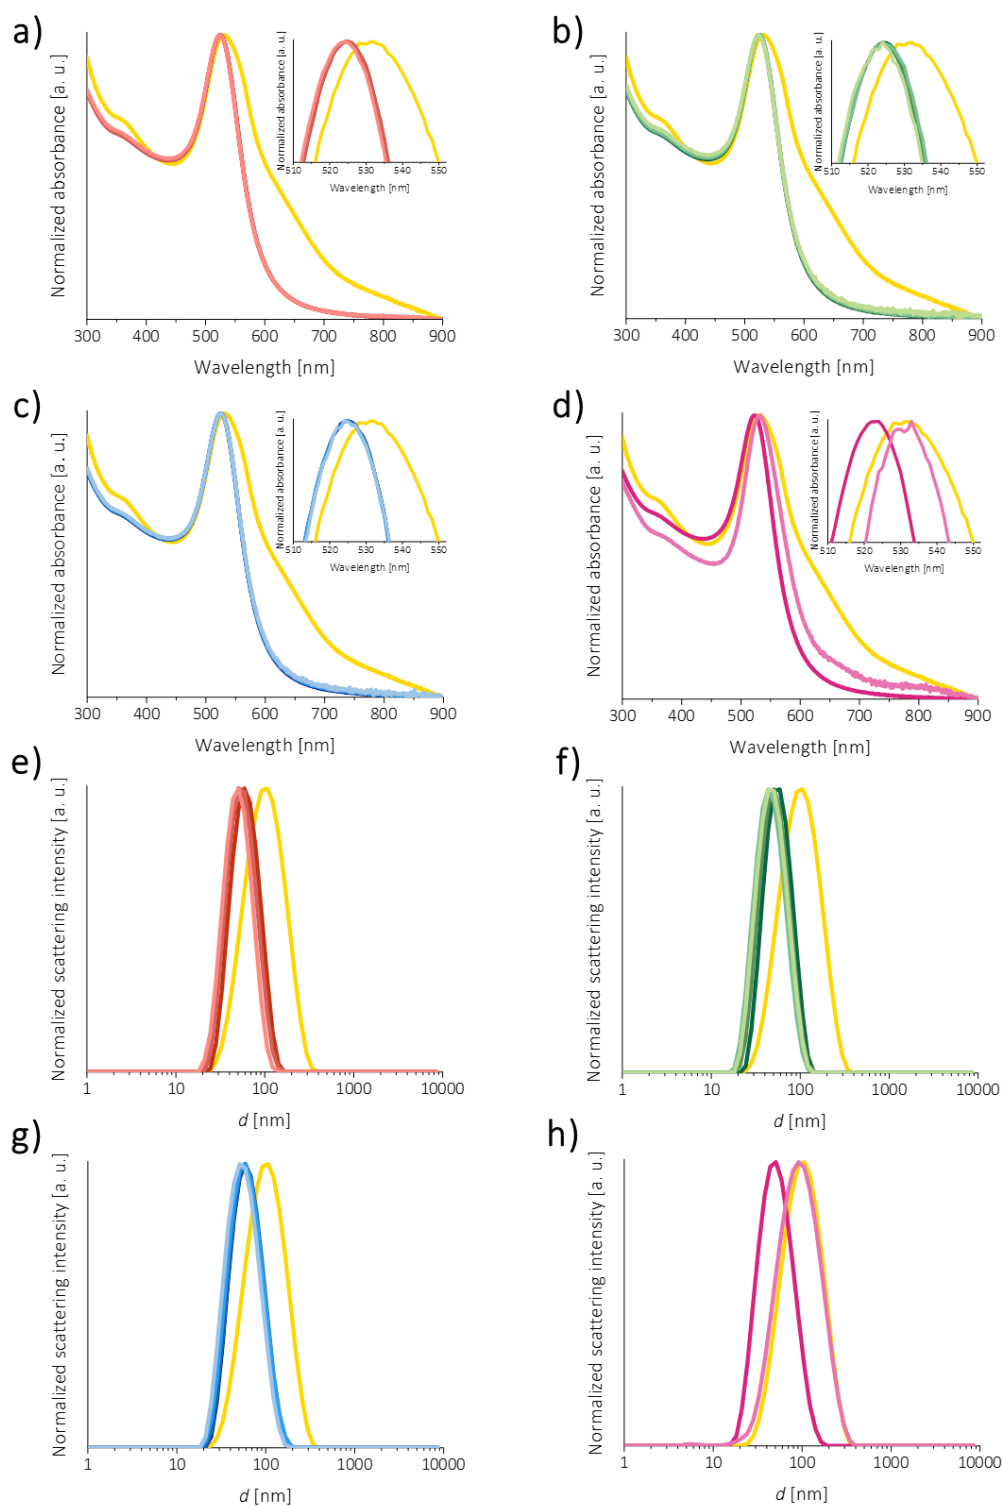 a)
Normalized absorbance [a. u.]
300 400 500 600 700 800 900
Wavelength [nm]
Normalized absorbance [a. u.]
510 520 530 540 550
Wavelength [nm]
b)
Normalized absorbance [a. u.]
300 400 500 600 700 800 900
Wavelength [nm]
Normalized absorbance [a. u.]
510 520 530 540 550
Wavelength [nm]
c)
Normalized absorbance [a. u.]
300 400 500 600 700 800 900
Wavelength [nm]
Normalized absorbance [a. u.]
510 520 530 540 550
Wavelength [nm]
d)
Normalized absorbance [a. u.]
300 400 500 600 700 800 900
Wavelength [nm]
Normalized absorbance [a. u.]
510 520 530 540 550
Wavelength [nm]
e)
Normalized scattering intensity [a. u.]
1 10 100 1000 10000
d [nm]
f)
Normalized scattering intensity [a. u.]
1 10 100 1000 10000
d [nm]
g)
Normalized scattering intensity [a. u.]
1 10 100 1000 10000
d [nm]
h)
Normalized scattering intensity [a. u.]
1 10 100 1000 10000
d [nm]